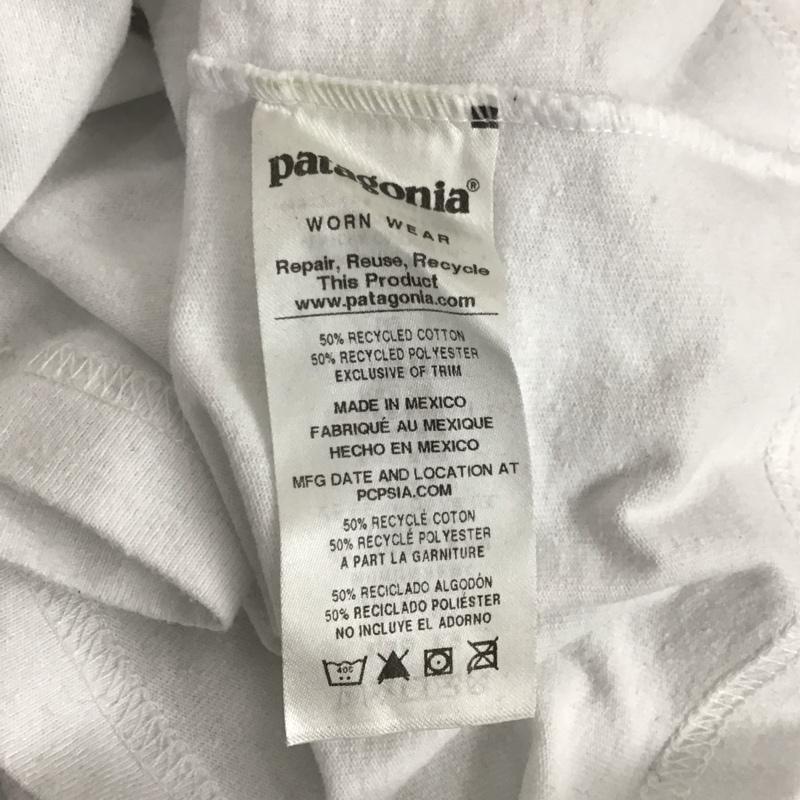 patagonia®
WORN WEAR
Repair, Reuse, Recycle
This Product
www.patagonia.com
50% RECYCLED COTTON
50% RECYCLED POLYESTER
EXCLUSIVE OF TRIM
MADE IN MEXICO
FABRIQUÉ AU MEXIQUE
HECHO EN MEXICO
MFG DATE AND LOCATION AT
PCPSIA.COM
50% RECYCLÉ COTON
50% RECYCLÉ POLYESTER
A PART LA GARNITURE
50% RECICLADO ALGODÓN
50% RECICLADO POLIÉSTER
NO INCLUYE EL ADORNO
40C